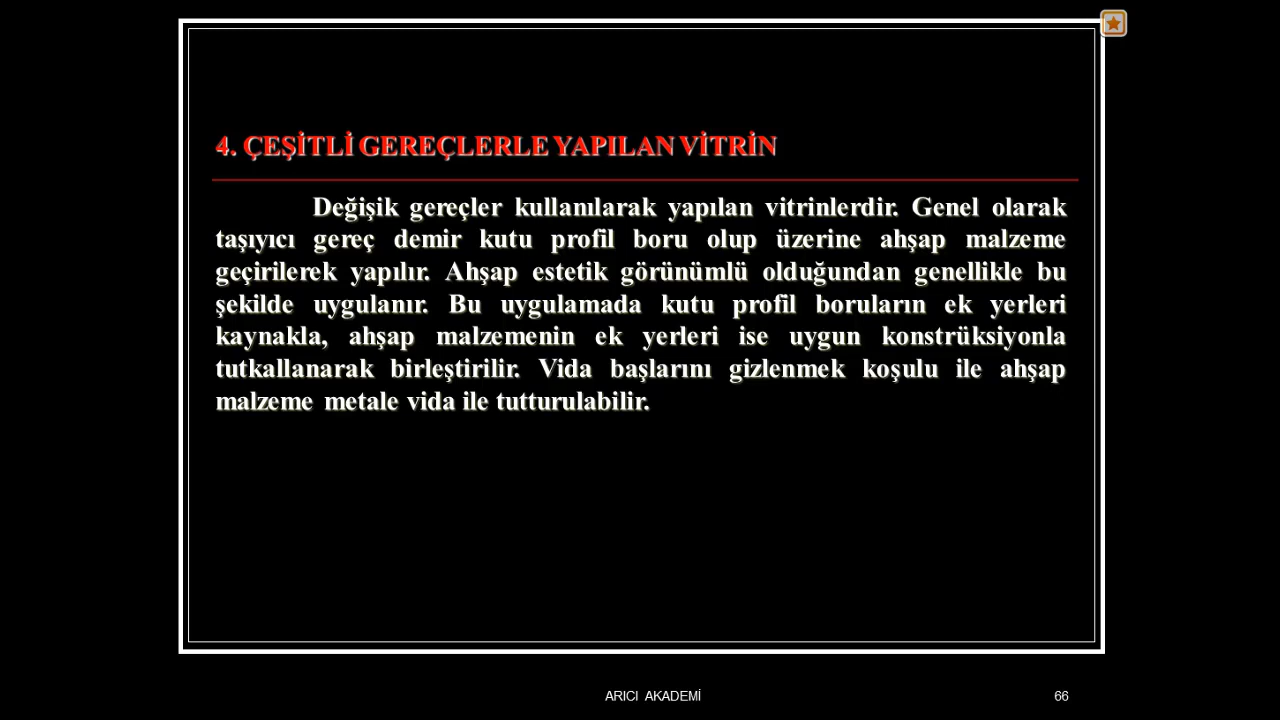 4. ÇEŞİTLİ GEREÇLERLE YAPILAN VİTRİN
Değişik gereçler kullanılarak yapılan vitrinlerdir. Genel olarak
taşıyıcı gereç demir kutu profil boru olup üzerine ahşap malzeme
geçirilerek yapılır. Ahşap estetik görünümlü olduğundan genellikle bu
şekilde uygulanır. Bu uygulamada kutu profil boruların ek yerleri
kaynakla, ahşap malzemenin ek yerleri ise uygun konstrüksiyonla
tutkallanarak birleştirilir. Vida başlarını gizlenmek koşulu ile ahşap
malzeme metale vida ile tutturulabilir.
ARICI AKADEMİ
66